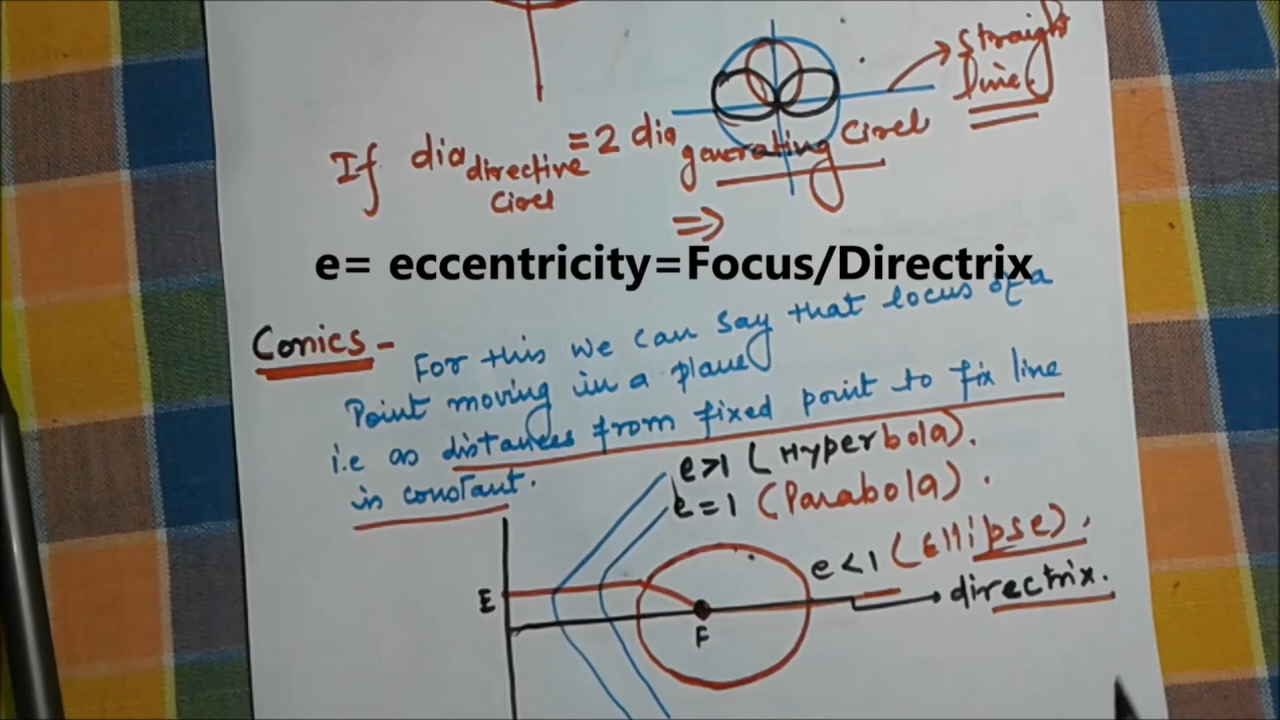 Straight
line.
If dia directive Circl = 2 dia generating Circl
⇒
e= eccentricity=Focus/Directrix
Conics -
For this we can say that locus of a
Point moving in a plane
i.e as distances from fixed point to fix line
is constant.
e>1 (Hyperbola).
e=1 (Parabola).
e<1 (Ellipse).
directrix.
E
F